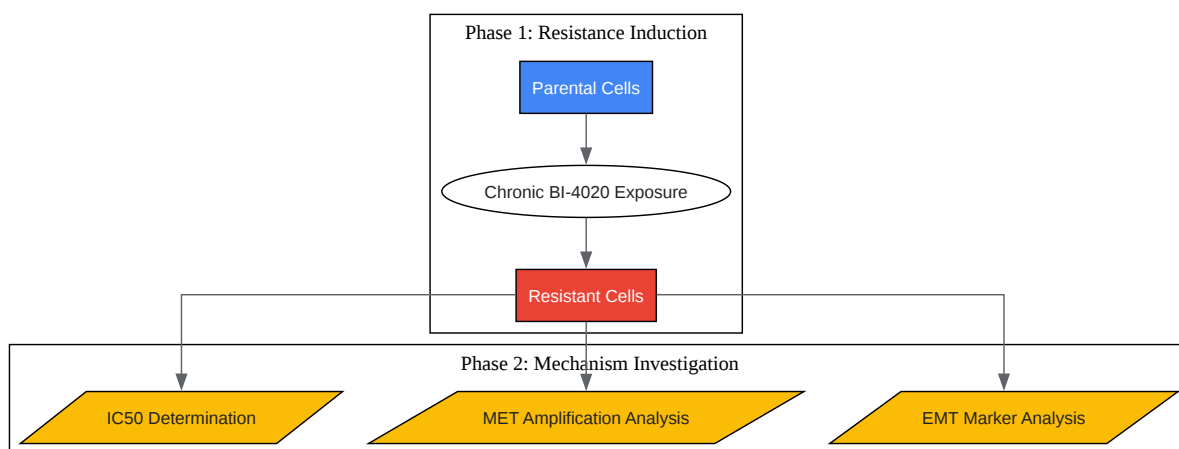 Phase 1: Resistance Induction
Parental Cells
Chronic BI-4020 Exposure
Resistant Cells
Phase 2: Mechanism Investigation
IC50 Determination
MET Amplification Analysis
EMT Marker Analysis